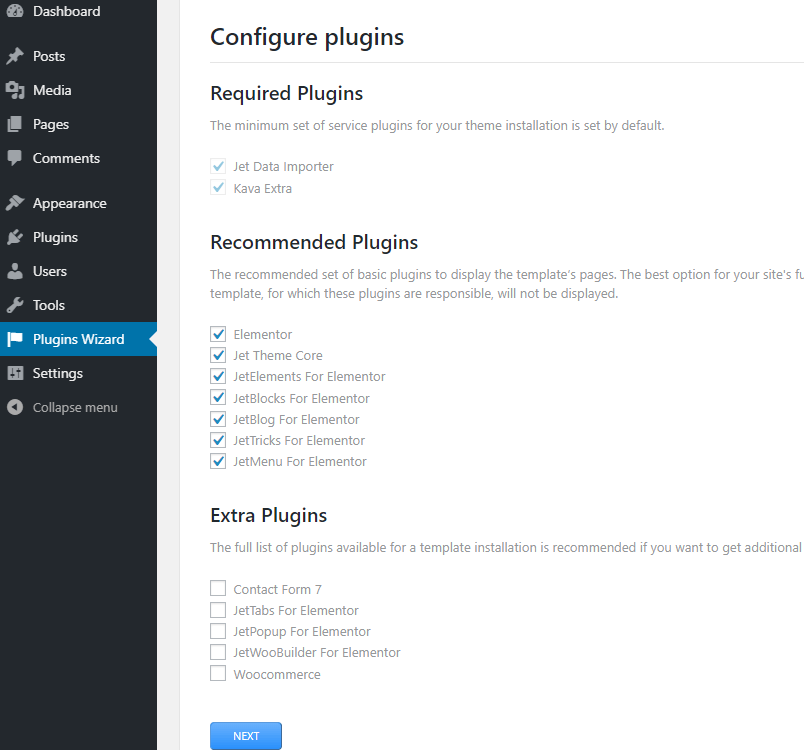 Dashboard
Posts
Media
Pages
Comments
Appearance
Plugins
Users
Tools
Plugins Wizard
Settings
Collapse menu
Configure plugins
Required Plugins
The minimum set of service plugins for your theme installation is set by default.
Jet Data Importer
Kava Extra
Recommended Plugins
The recommended set of basic plugins to display the template's pages. The best option for your site's fu
template, for which these plugins are responsible, will not be displayed.
Elementor
Jet Theme Core
JetElements For Elementor
JetBlocks For Elementor
JetBlog For Elementor
JetTricks For Elementor
JetMenu For Elementor
Extra Plugins
The full list of plugins available for a template installation is recommended if you want to get additional
Contact Form 7
JetTabs For Elementor
JetPopup For Elementor
JetWooBuilder For Elementor
Woocommerce
NEXT